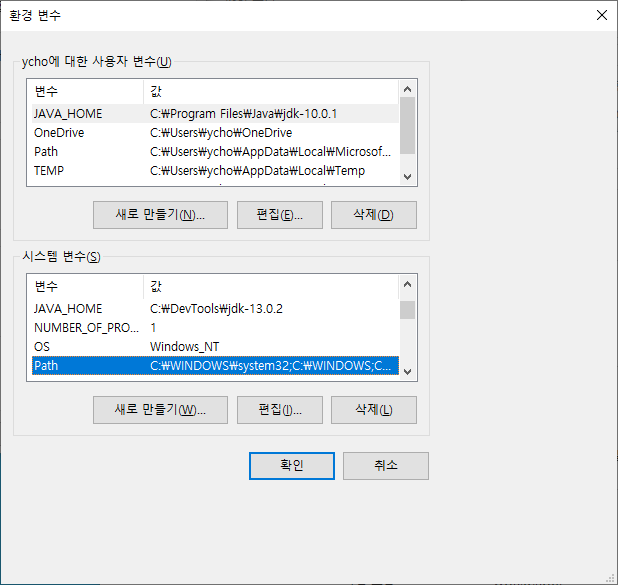 환경 변수
ycho에 대한 사용자 변수(U)
변수 값
JAVA_HOME C:₩Program Files₩Java₩jdk-10.0.1
OneDrive C:₩Users₩ycho₩OneDrive
Path C:₩Users₩ycho₩AppData₩Local₩Microsof...
TEMP C:₩Users₩ycho₩AppData₩Local₩Temp
새로 만들기(N)... 편집(E)... 삭제(D)
시스템 변수(S)
변수 값
JAVA_HOME C:₩DevTools₩jdk-13.0.2
NUMBER_OF_PRO... 1
OS Windows_NT
Path C:₩WINDOWS₩system32;C:₩WINDOWS;C...
새로 만들기(W)... 편집(I)... 삭제(L)
확인 취소